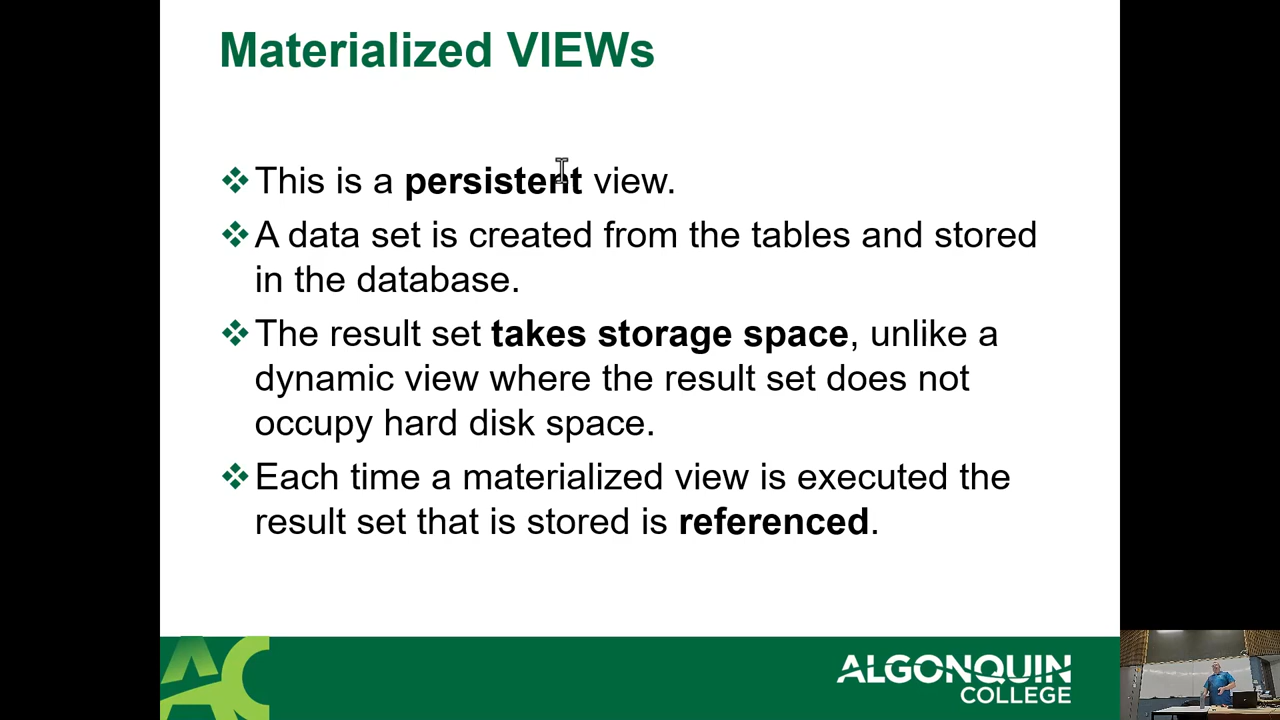 Materialized VIEWs
This is a persistent view.
A data set is created from the tables and stored
in the database.
The result set takes storage space, unlike a
dynamic view where the result set does not
occupy hard disk space.
Each time a materialized view is executed the
result set that is stored is referenced.
AC
ALGONQUIN
COLLEGE